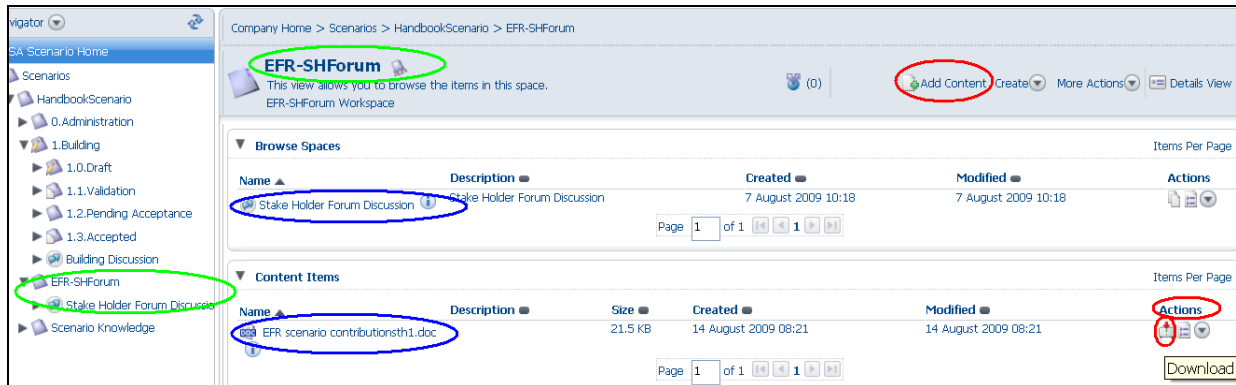 vigator
SA Scenario Home
Scenarios
HandbookScenario
0.Administration
1.Building
1.0.Draft
1.1.Validation
1.2.Pending Acceptance
1.3.Accepted
Building Discussion
EFR-SHForum
Stake Holder Forum Discussio
Scenario Knowledge
Company Home > Scenarios > HandbookScenario > EFR-SHForum
EFR-SHForum
This view allows you to browse the items in this space.
EFR-SHForum Workspace
(0)
Add Content Create More Actions Details View
Browse Spaces Items Per Page
Name Description Created Modified Actions
Stake Holder Forum Discussion Stake Holder Forum Discussion 7 August 2009 10:18 7 August 2009 10:18
Page 1 of 1 1
Content Items Items Per Page
Name Description Size Created Modified Actions
EFR scenario contributionsth1.doc 21.5 KB 14 August 2009 08:21 14 August 2009 08:21
Page 1 of 1 1
Download